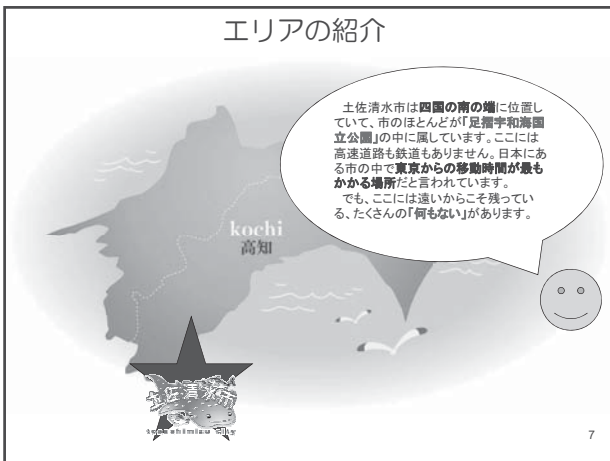 エリアの紹介
土佐清水市は四国の南の端に位置し
ていて、市のほとんどが「足摺宇和海国
立公園」の中に属しています。ここには
高速道路も鉄道もありません。日本にあ
る市の中で東京からの移動時間が最も
かかる場所だと言われています。
でも、ここには遠いからこそ残ってい
る、たくさんの「何もない」があります。
kochi
高知
土佐清水市
tosashimizu city
7